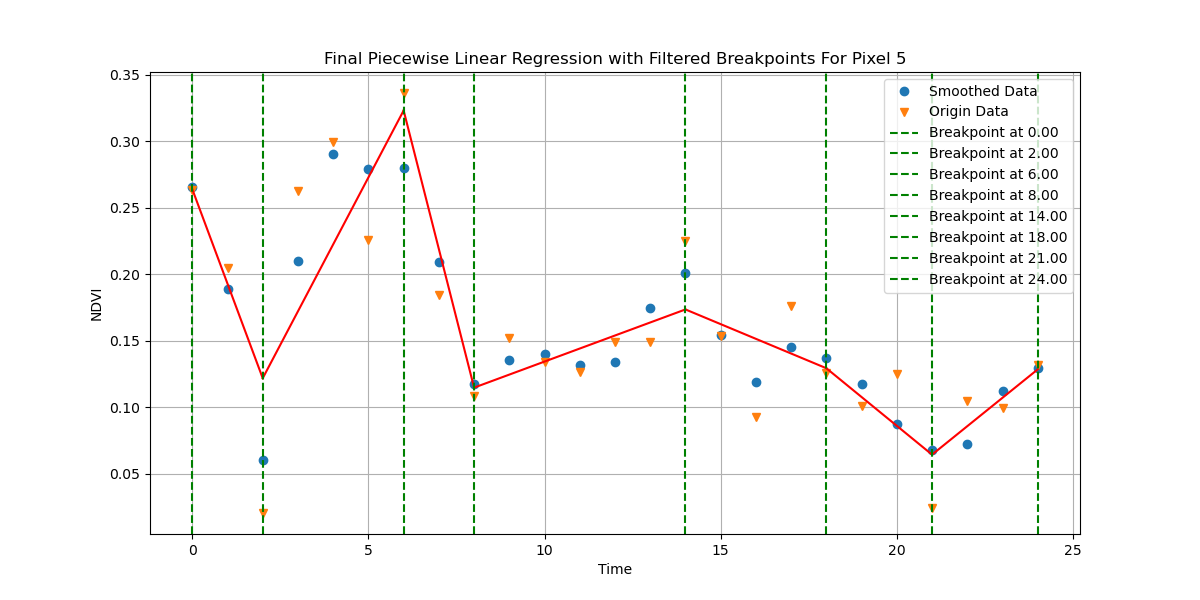 Final Piecewise Linear Regression with Filtered Breakpoints For Pixel 5
0.35
0.30
0.25
0.20
0.15
0.10
0.05
NDVI
Smoothed Data
Origin Data
Breakpoint at 0.00
Breakpoint at 2.00
Breakpoint at 6.00
Breakpoint at 8.00
Breakpoint at 14.00
Breakpoint at 18.00
Breakpoint at 21.00
Breakpoint at 24.00
0 5 10 15 20 25
Time